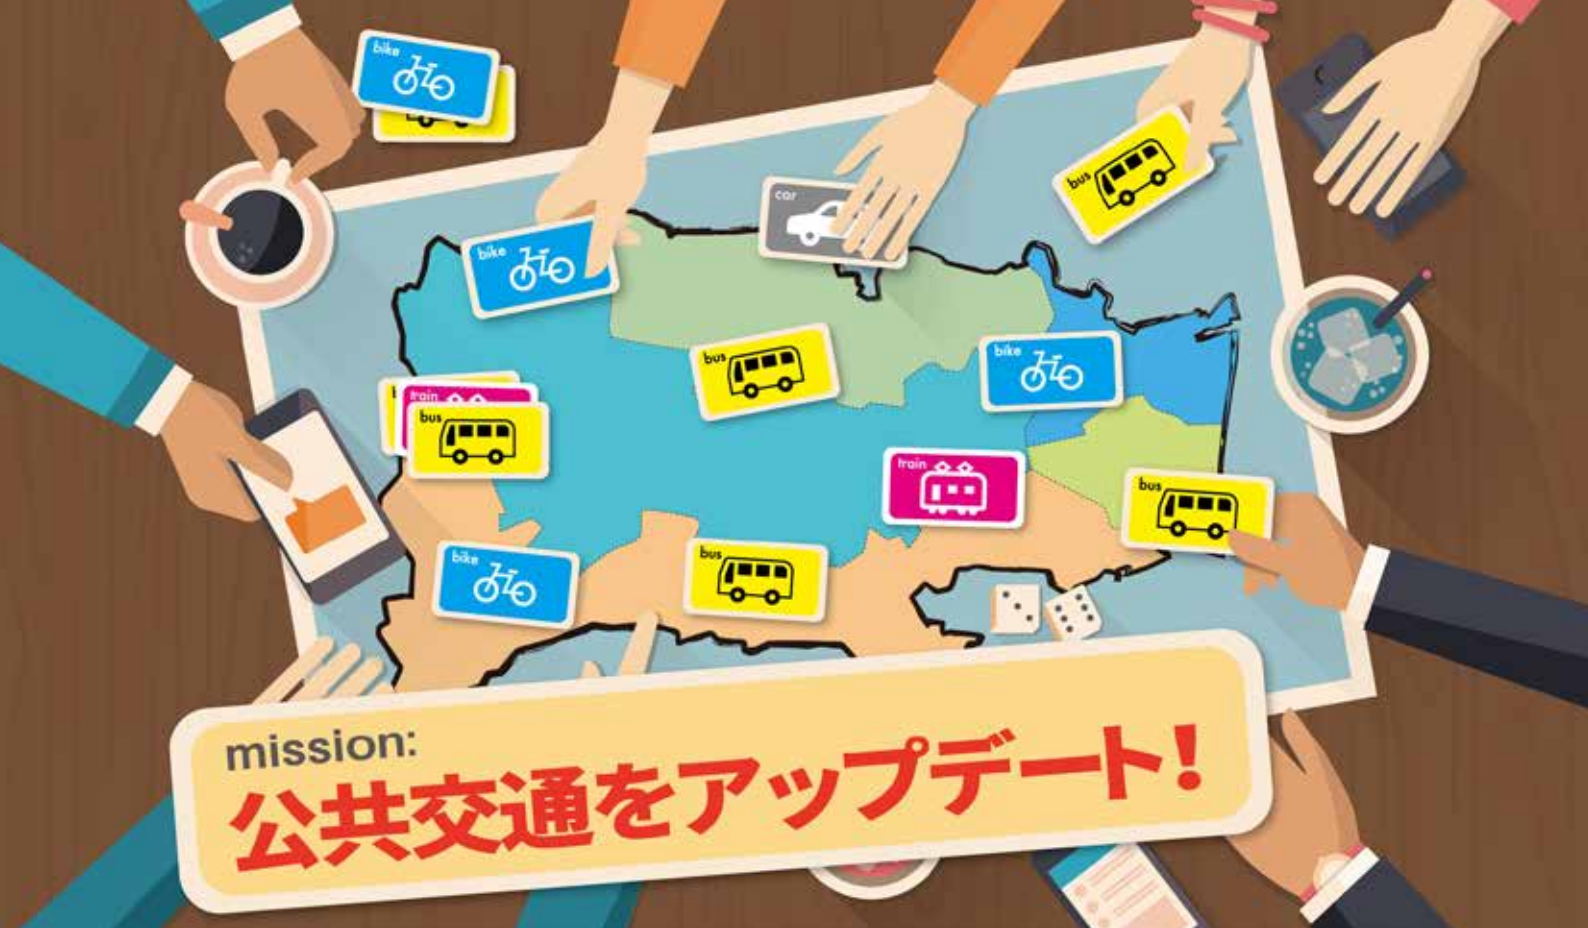 bike
bike
car
bus
bus
bike
train
bus
train
bus
bike
bus
mission:
公共交通をアップデート!